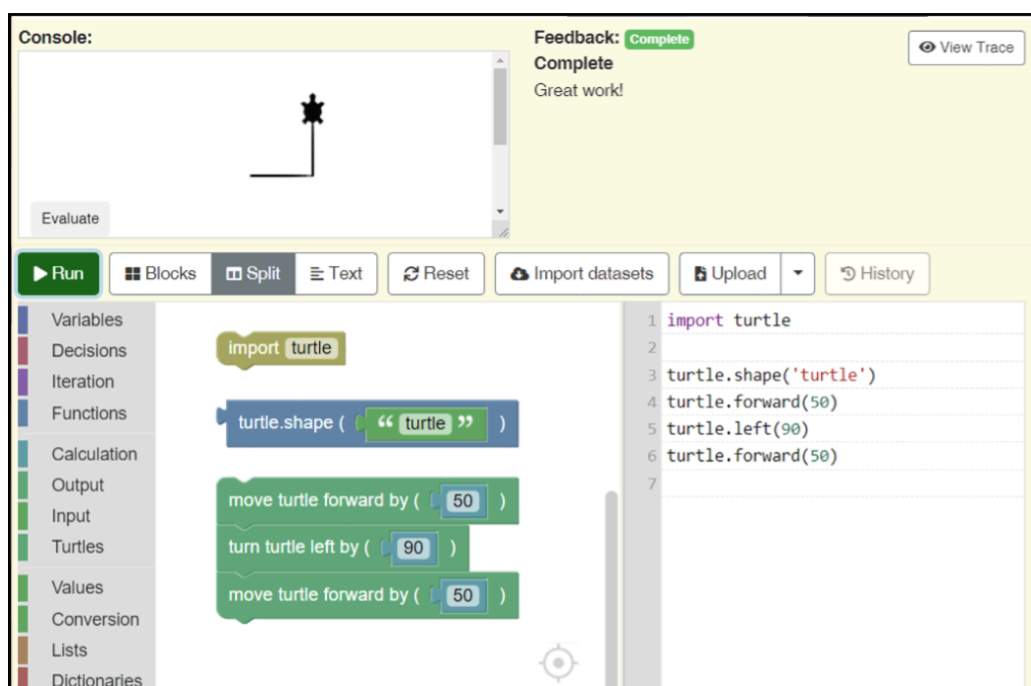 Console:
Feedback: Complete
View Trace
Complete
Great work!
Evaluate
Run Blocks Split Text Reset Import datasets Upload History
Variables
Decisions
Iteration
Functions
Calculation
Output
Input
Turtles
Values
Conversion
Lists
Dictionaries
import turtle
turtle.shape ( “ turtle ” )
move turtle forward by ( 50 )
turn turtle left by ( 90 )
move turtle forward by ( 50 )
1 import turtle
2
3 turtle.shape('turtle')
4 turtle.forward(50)
5 turtle.left(90)
6 turtle.forward(50)
7